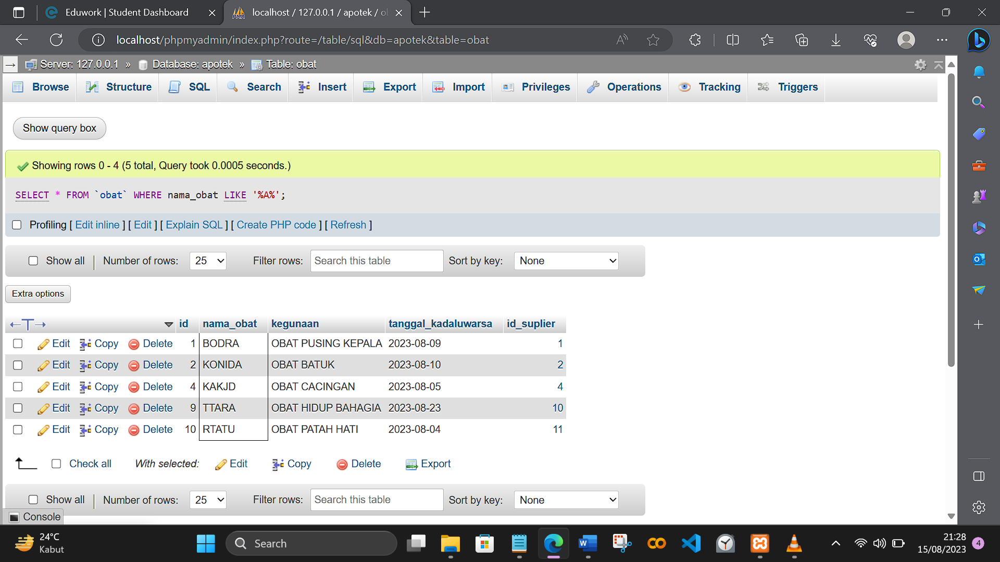 Eduwork | Student Dashboard
localhost / 127.0.0.1 / apotek / ob
localhost/phpmyadmin/index.php?route=/table/sql&db=apotek&table=obat
Server: 127.0.0.1 » Database: apotek » Table: obat
Browse Structure SQL Search Insert Export Import Privileges Operations Tracking Triggers
Show query box
Showing rows 0 - 4 (5 total, Query took 0.0005 seconds.)
SELECT * FROM `obat` WHERE nama_obat LIKE '%A%';
Profiling [ Edit inline ] [ Edit ] [ Explain SQL ] [ Create PHP code ] [ Refresh ]
Show all | Number of rows: 25 Filter rows: Search this table Sort by key: None
Extra options
←T→ id nama_obat kegunaan tanggal_kadaluwarsa id_suplier
Edit Copy Delete 1 BODRA OBAT PUSING KEPALA 2023-08-09 1
Edit Copy Delete 2 KONIDA OBAT BATUK 2023-08-10 2
Edit Copy Delete 4 KAKJD OBAT CACINGAN 2023-08-05 4
Edit Copy Delete 9 TTARA OBAT HIDUP BAHAGIA 2023-08-23 10
Edit Copy Delete 10 RTATU OBAT PATAH HATI 2023-08-04 11
Check all With selected: Edit Copy Delete Export
Show all | Number of rows: 25 Filter rows: Search this table Sort by key: None
Console
24°C
Kabut
Search
21:28
15/08/2023
4